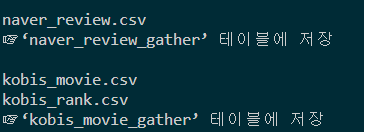 naver_review.csv
☞‘naver_review_gather’ 테이블에 저장
kobis_movie.csv
kobis_rank.csv
☞‘kobis_movie_gather’ 테이블에 저장